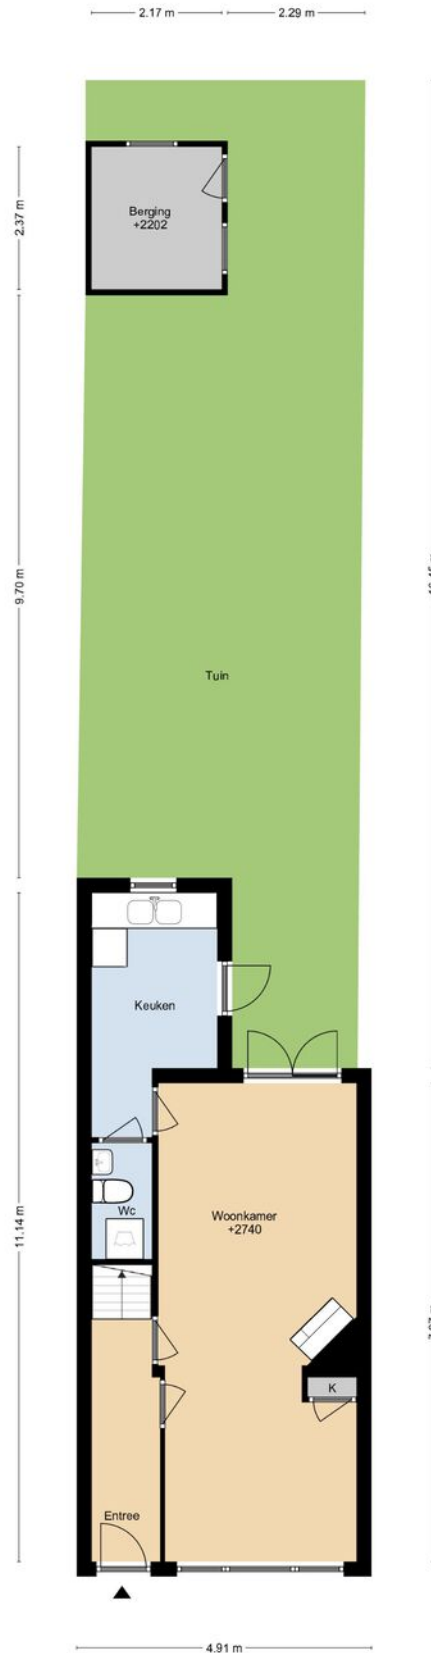 2.17 m
2.29 m
2.37 m
Berging
+2202
9.70 m
Tuin
Keuken
11.14 m
Wc
Woonkamer
+2740
K
Entree
4.91 m